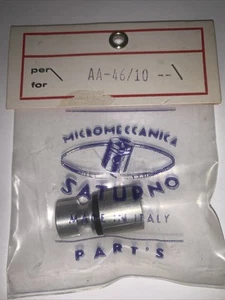 per
for
AA-46/10 --
MICROMECCANICA
SATURNO
MADE IN ITALY
PART'S